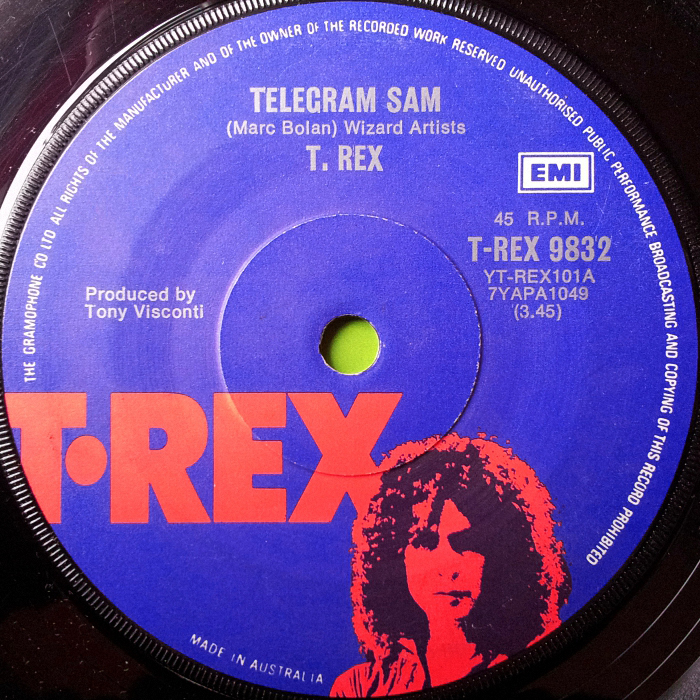 THE GRAMOPHONE CO LTD ALL RIGHTS OF THE MANUFACTURER AND OF THE OWNER OF THE RECORDED WORK RESERVED UNAUTHORISED PUBLIC PERFORMANCE BROADCASTING AND COPYING OF THIS RECORD PROHIBITED
TELEGRAM SAM
(Marc Bolan) Wizard Artists
T. REX
EMI
45 R.P.M.
T-REX 9832
YT-REX101A
7YAPA1049
(3.45)
Produced by
Tony Visconti
T·REX
MADE IN AUSTRALIA